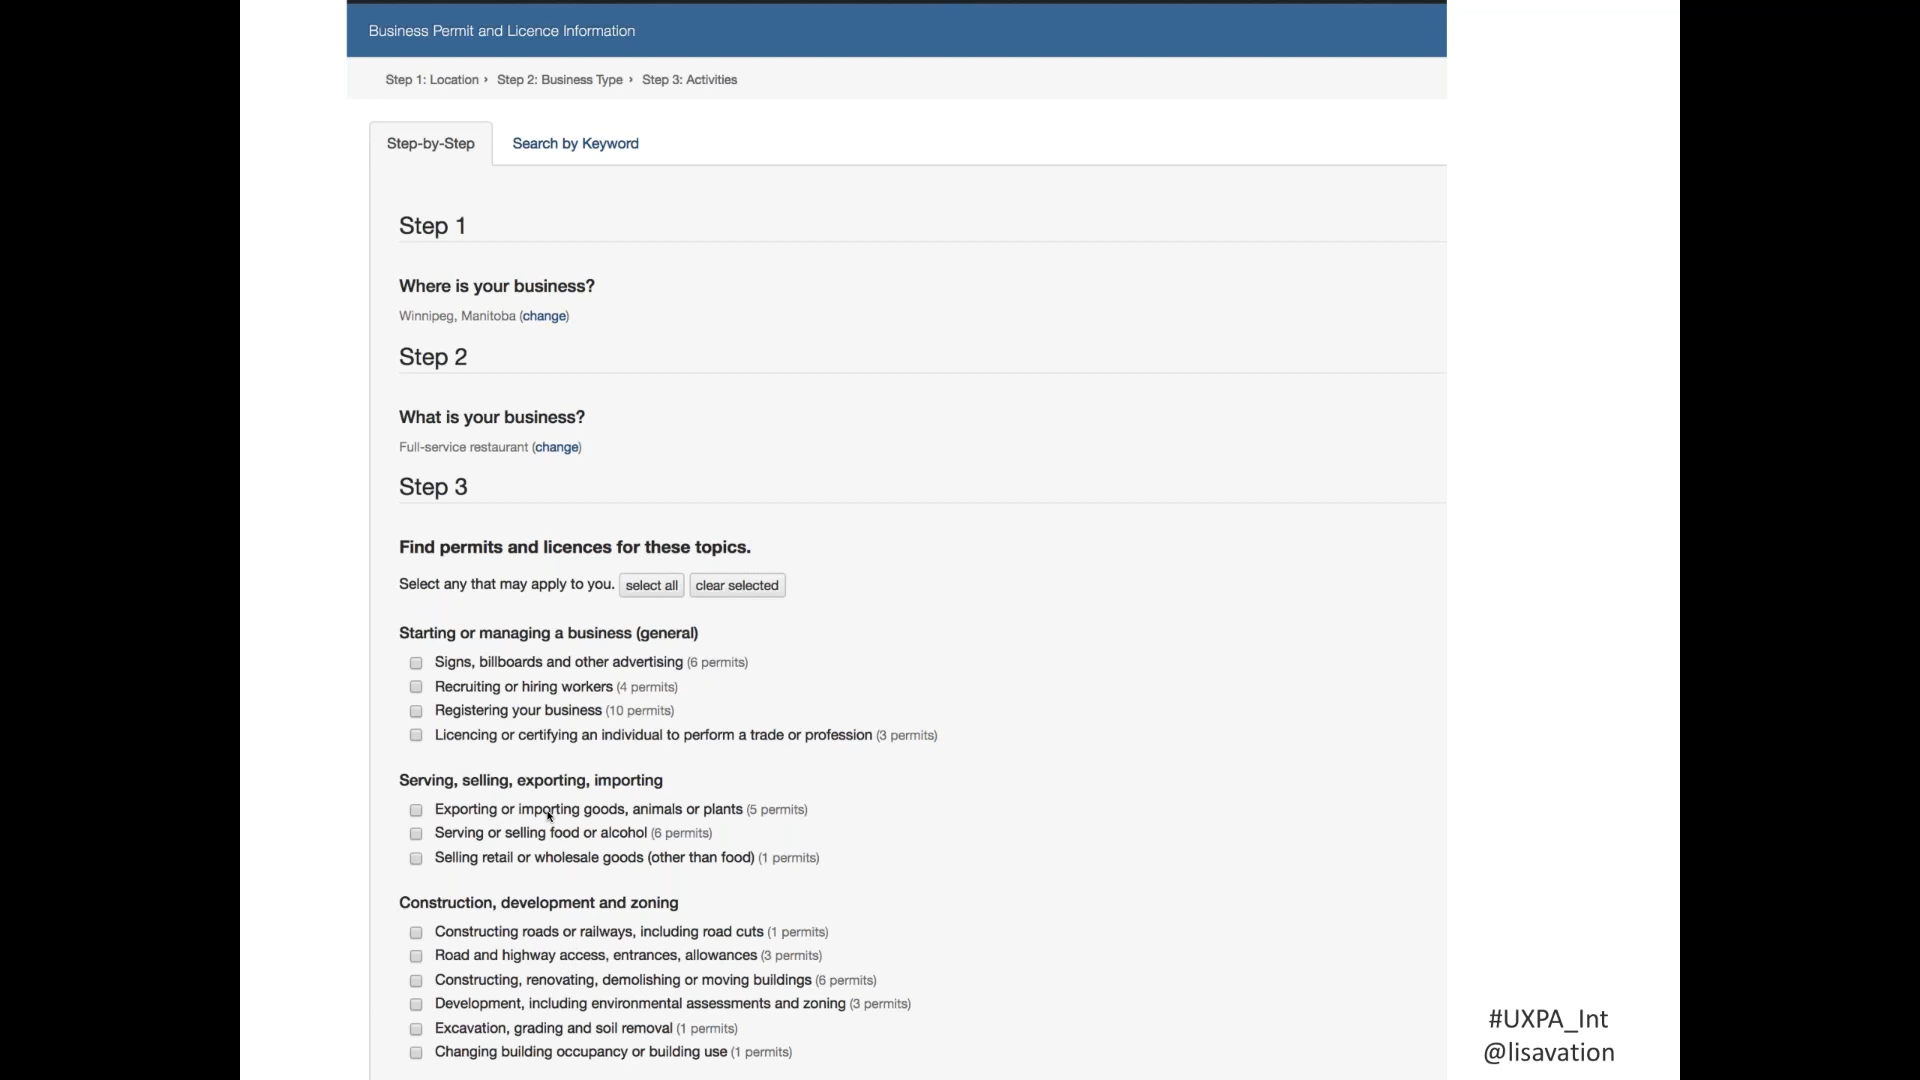 Business Permit and Licence Information
Step 1: Location › Step 2: Business Type › Step 3: Activities
Step-by-Step Search by Keyword
Step 1
Where is your business?
Winnipeg, Manitoba (change)
Step 2
What is your business?
Full-service restaurant (change)
Step 3
Find permits and licences for these topics.
Select any that may apply to you. select all clear selected
Starting or managing a business (general)
Signs, billboards and other advertising (6 permits)
Recruiting or hiring workers (4 permits)
Registering your business (10 permits)
Licencing or certifying an individual to perform a trade or profession (3 permits)
Serving, selling, exporting, importing
Exporting or importing goods, animals or plants (5 permits)
Serving or selling food or alcohol (6 permits)
Selling retail or wholesale goods (other than food) (1 permits)
Construction, development and zoning
Constructing roads or railways, including road cuts (1 permits)
Road and highway access, entrances, allowances (3 permits)
Constructing, renovating, demolishing or moving buildings (6 permits)
Development, including environmental assessments and zoning (3 permits)
Excavation, grading and soil removal (1 permits)
Changing building occupancy or building use (1 permits)
#UXPA_Int
@lisavation